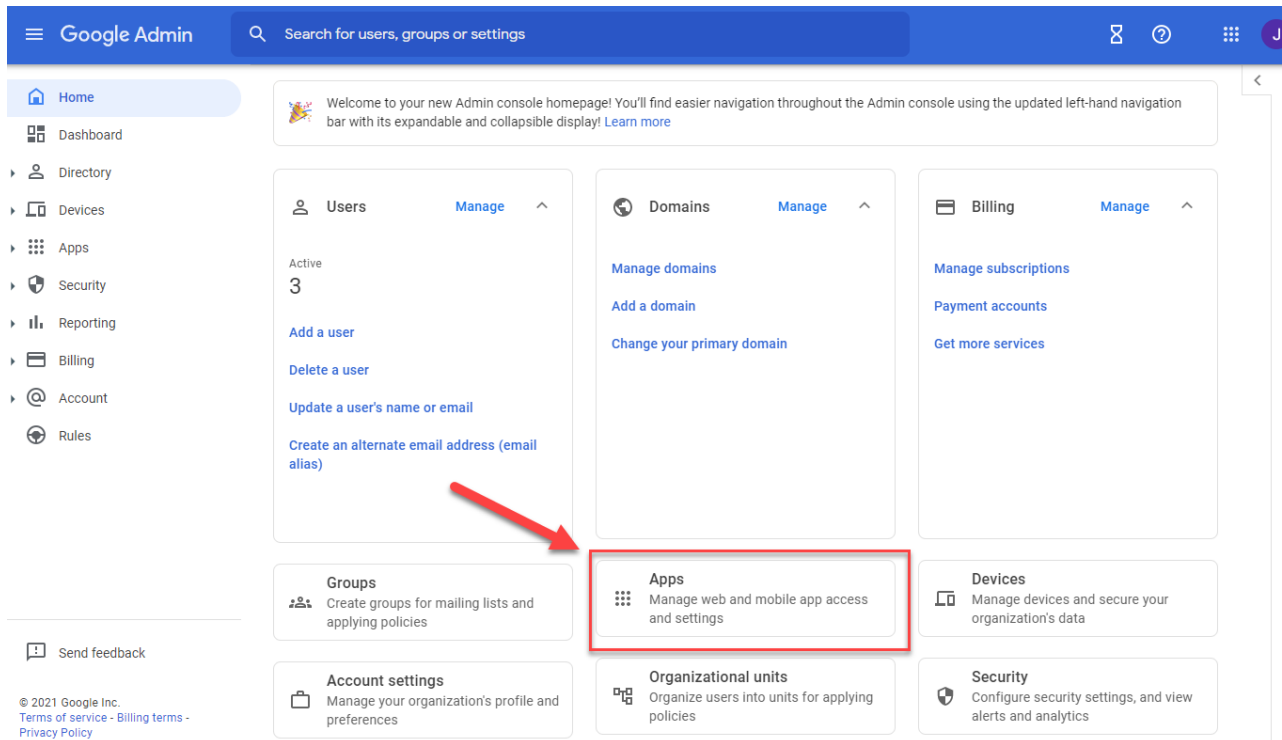 Google Admin
Search for users, groups or settings
J
Home
Dashboard
Directory
Devices
Apps
Security
Reporting
Billing
Account
Rules
Send feedback
© 2021 Google Inc.
Terms of service - Billing terms -
Privacy Policy
Welcome to your new Admin console homepage! You'll find easier navigation throughout the Admin console using the updated left-hand navigation
bar with its expandable and collapsible display! Learn more
Users Manage
Active
3
Add a user
Delete a user
Update a user's name or email
Create an alternate email address (email
alias)
Domains Manage
Manage domains
Add a domain
Change your primary domain
Billing Manage
Manage subscriptions
Payment accounts
Get more services
Groups
Create groups for mailing lists and
applying policies
Apps
Manage web and mobile app access
and settings
Devices
Manage devices and secure your
organization's data
Account settings
Manage your organization's profile and
preferences
Organizational units
Organize users into units for applying
policies
Security
Configure security settings, and view
alerts and analytics